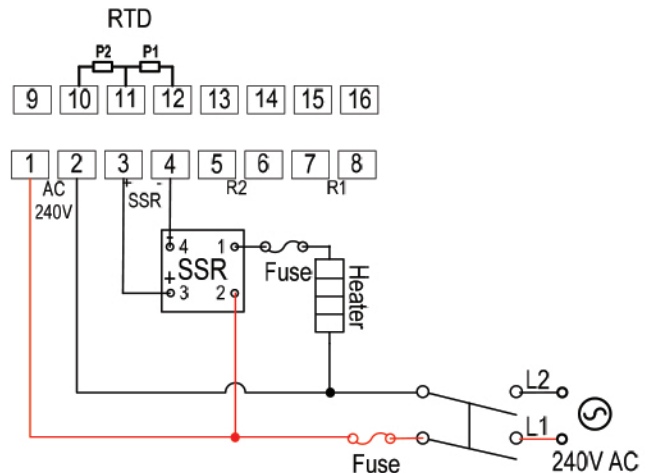 RTD
P2 P1
9 10 11 12 13 14 15 16
1 2 3 4 5 6 7 8
AC + - R2 R1
240V SSR
- 4 1
SSR
+ 3 2
Fuse
Heater
L2
L1
Fuse
240V AC